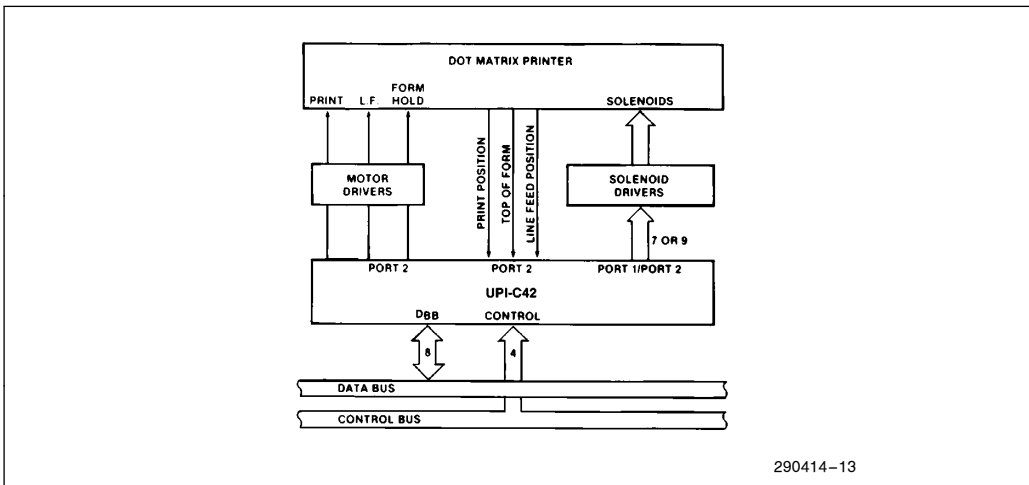 DOT MATRIX PRINTER
FORM
PRINT L.F. HOLD SOLENOIDS
MOTOR
DRIVERS
PRINT POSITION
TOP OF FORM
LINE FEED POSITION
SOLENOID
DRIVERS
7 OR 9
PORT 2 PORT 2 PORT 1/PORT 2
UPI-C42
DBB CONTROL
8 4
DATA BUS
CONTROL BUS
290414–13